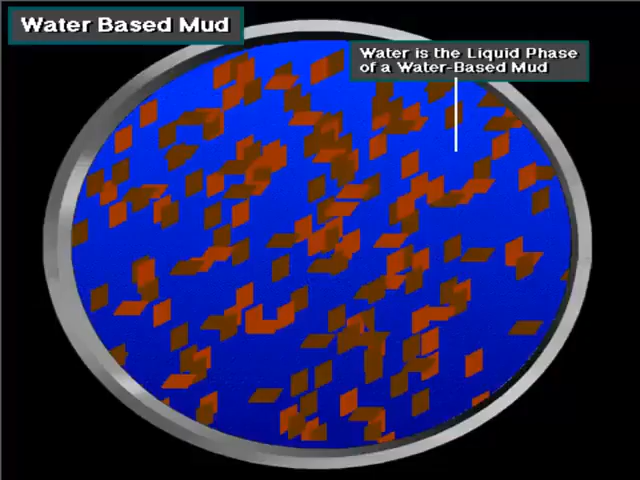 Water Based Mud
Water is the Liquid Phase
of a Water-Based Mud